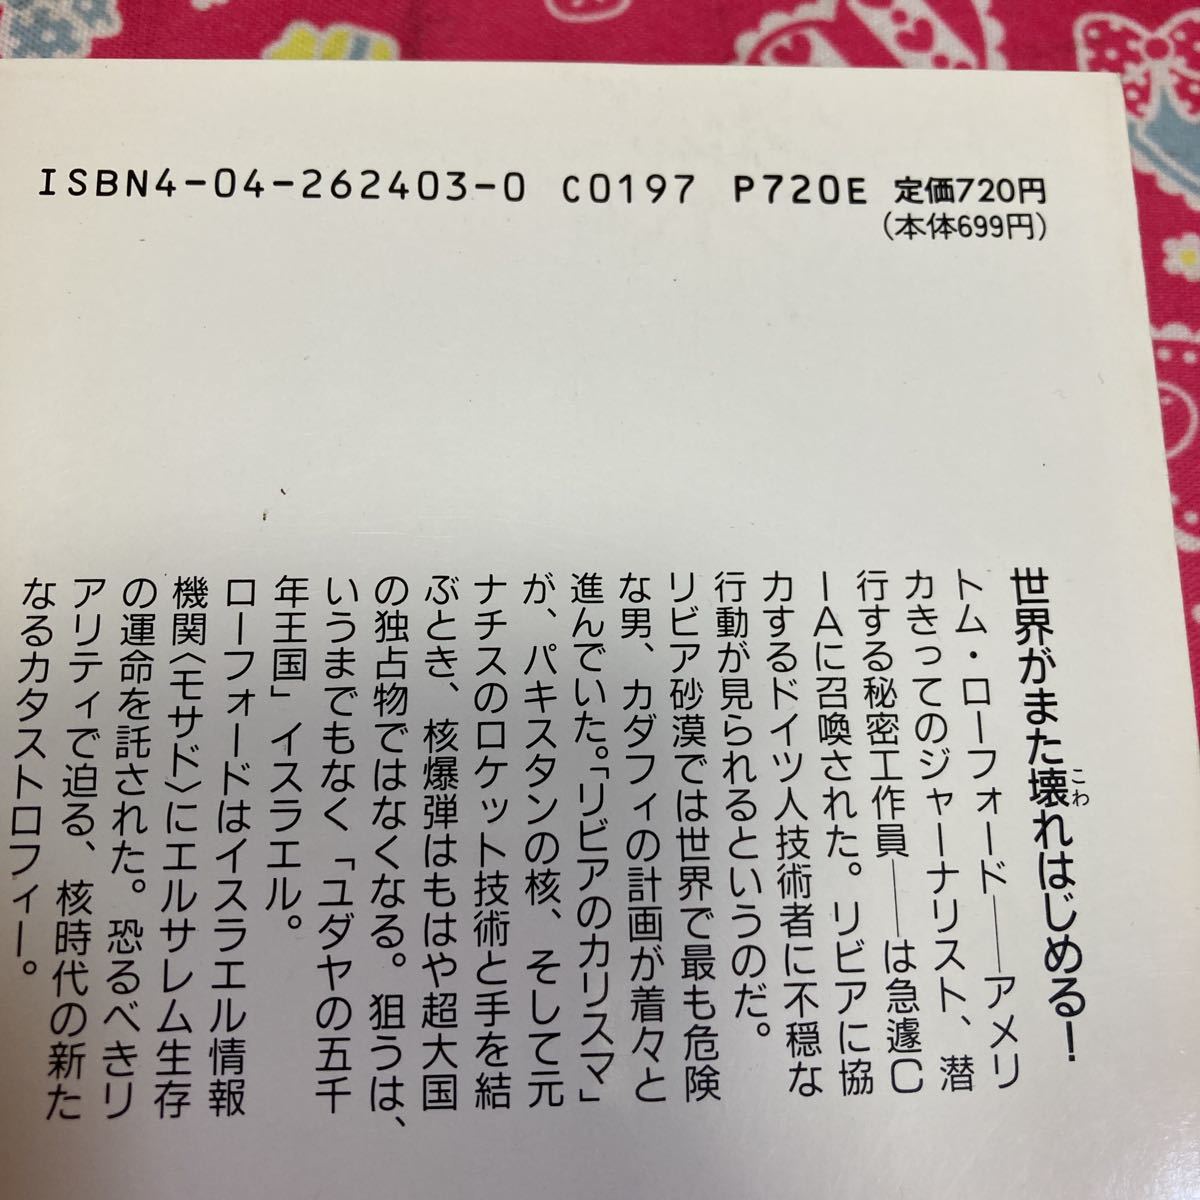 ISBN4-04-262403-0 C0197 P720E 定価720円
(本体699円)
世界がまた壊れはじめる!
こわ
トム・ローフォード——アメリ
カきってのジャーナリスト、潜
行する秘密工作員——は急遽C
IAに召喚された。リビアに協
力するドイツ人技術者に不穏な
行動が見られるというのだ。
リビア砂漠では世界で最も危険
な男、カダフィの計画が着々と
進んでいた。「リビアのカリスマ」
が、パキスタンの核、そして元
ナチスのロケット技術と手を結
ぶとき、核爆弾はもはや超大国
の独占物ではなくなる。狙うは、
いうまでもなく「ユダヤの五千
年王国」イスラエル。
ローフォードはイスラエル情報
機関〈モサド〉にエルサレム生存
の運命を託された。恐るべきリ
アリティで迫る、核時代の新た
なるカタストロフィー。